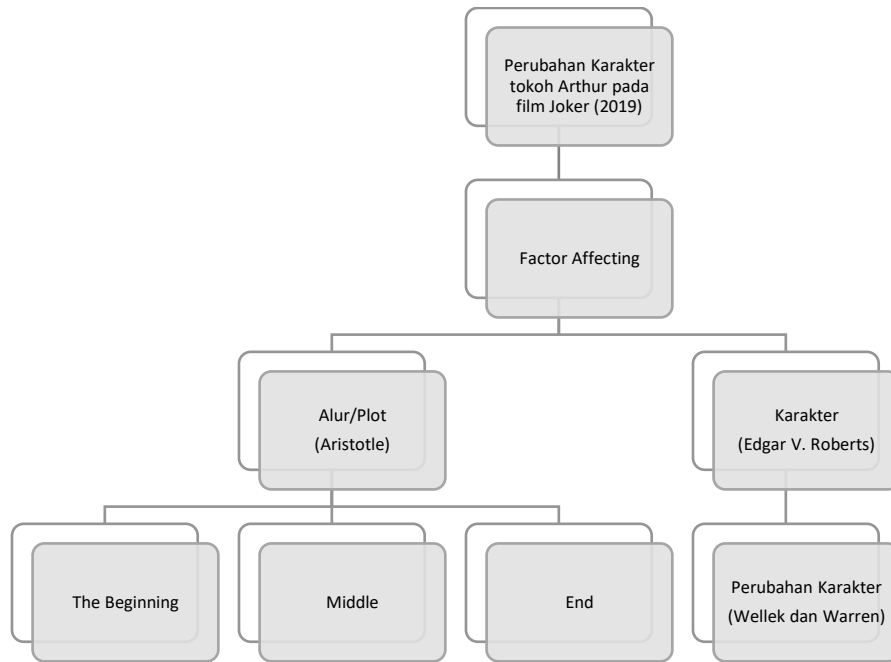 Perubahan Karakter
tokoh Arthur pada
film Joker (2019)
Factor Affecting
Alur/Plot
(Aristotle)
Karakter
(Edgar V. Roberts)
The Beginning
Middle
End
Perubahan Karakter
(Wellek dan Warren)